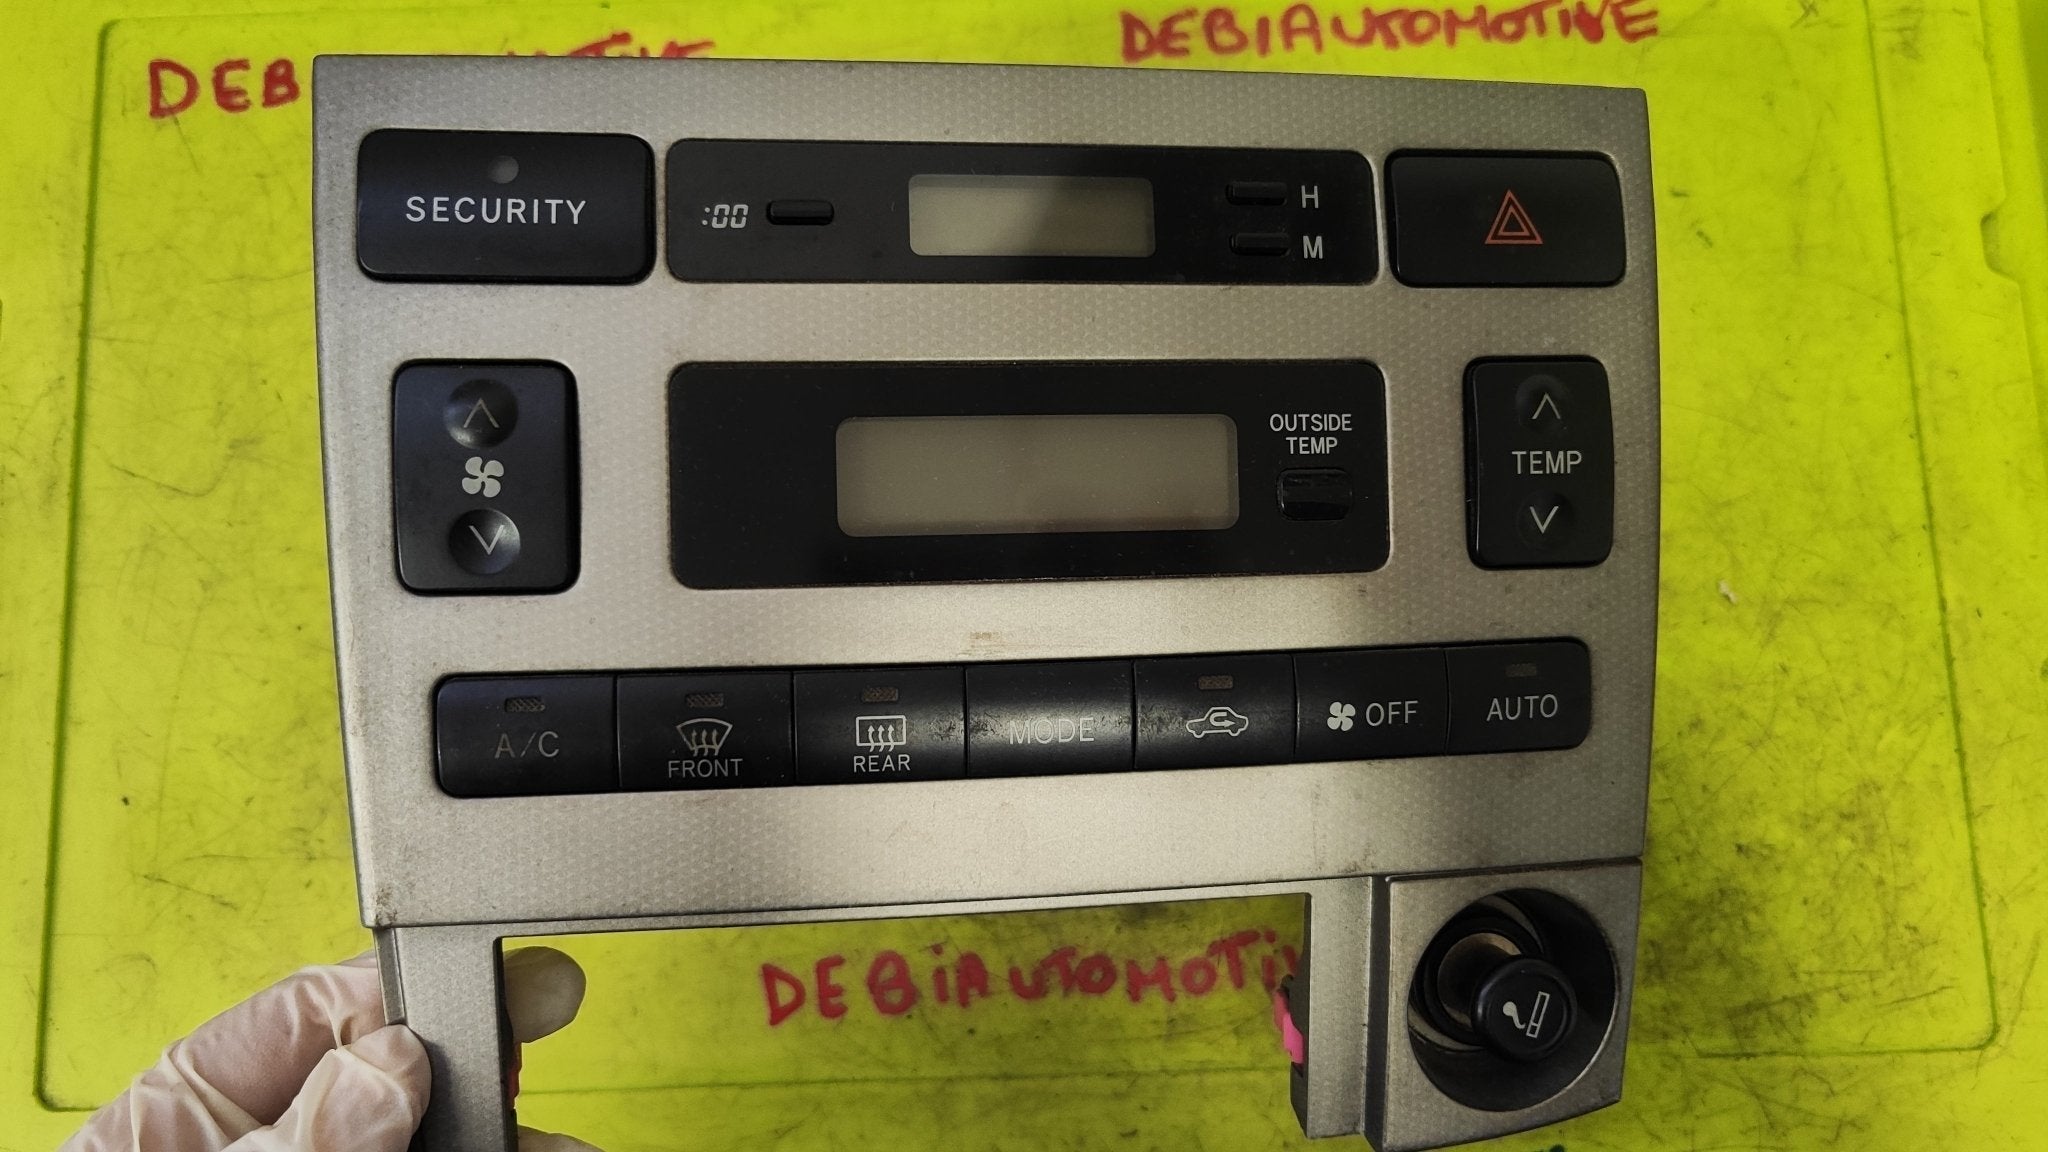 DEBIAUTOMOTIVE
DEB
SECURITY
:00
H
M
OUTSIDE
TEMP
TEMP
A/C
FRONT
REAR
MODE
OFF
AUTO
DEBIAUTOMOTI